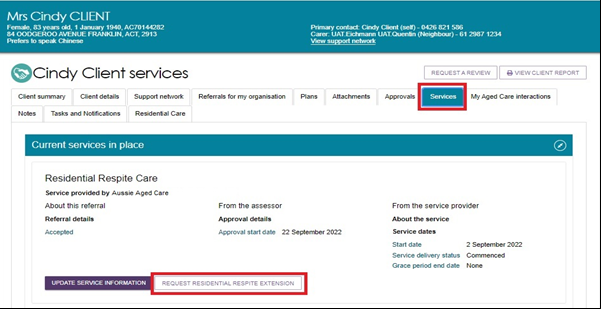 Mrs Cindy CLIENT
Female, 83 years old, 1 January 1940, AC70144282
84 OODGEROO AVENUE FRANKLIN, ACT, 2913
Prefers to speak Chinese
Primary contact: Cindy Client (self) - 0426 821 586
Carer: UAT.Eichmann UAT.Quentin (Neighbour) - 61 2987 1234
View support network
Cindy Client services
REQUEST A REVIEW
VIEW CLIENT REPORT
Client summary
Client details
Support network
Referrals for my organisation
Plans
Attachments
Approvals
Services
My Aged Care interactions
Notes
Tasks and Notifications
Residential Care
Current services in place
Residential Respite Care
Service provided by Aussie Aged Care
About this referral
Referral details
Accepted
From the assessor
Approval details
Approval start date 22 September 2022
From the service provider
About the service
Service dates
Start date 2 September 2022
Service delivery status Commenced
Grace period end date None
UPDATE SERVICE INFORMATION
REQUEST RESIDENTIAL RESPITE EXTENSION